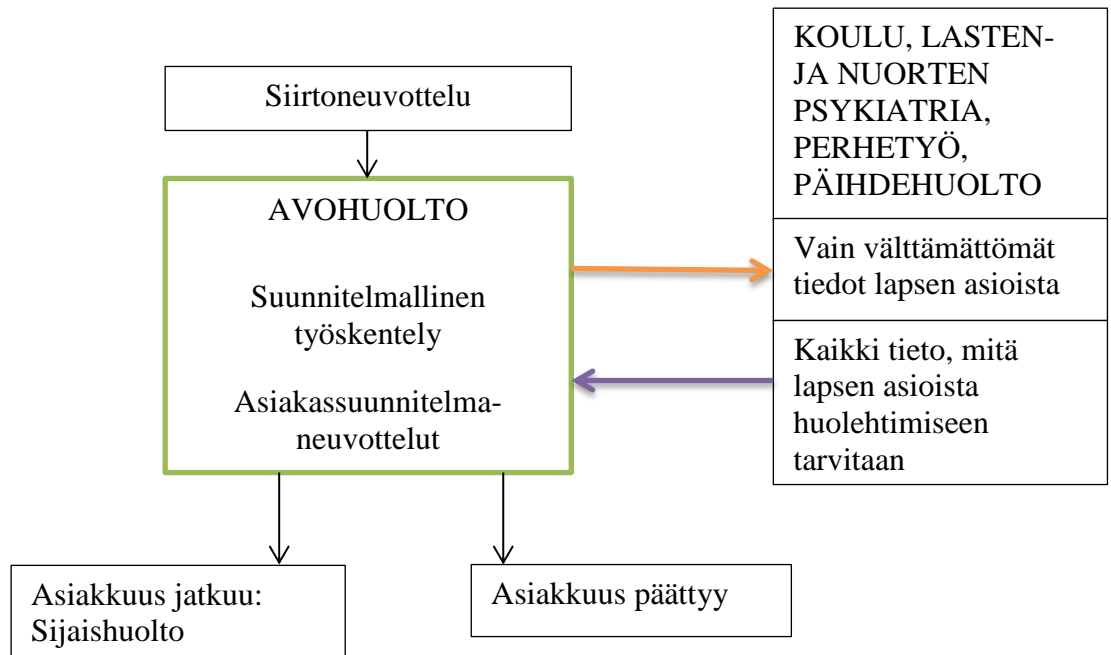 Siirtoneuvottelu
AVOHUOLTO
Suunnitelmallinen
työskentely
Asiakassuunnitelma-
neuvottelut
KOULU, LASTEN-
JA NUORTEN
PSYKIATRIA,
PERHETYÖ,
PÄIHDEHUOLTO
Vain välttämättömät
tiedot lapsen asioista
Kaikki tieto, mitä
lapsen asioista
huolehtimiseen
tarvitaan
Asiakkuus jatkuu:
Sijaishuolto
Asiakkuus päättyy